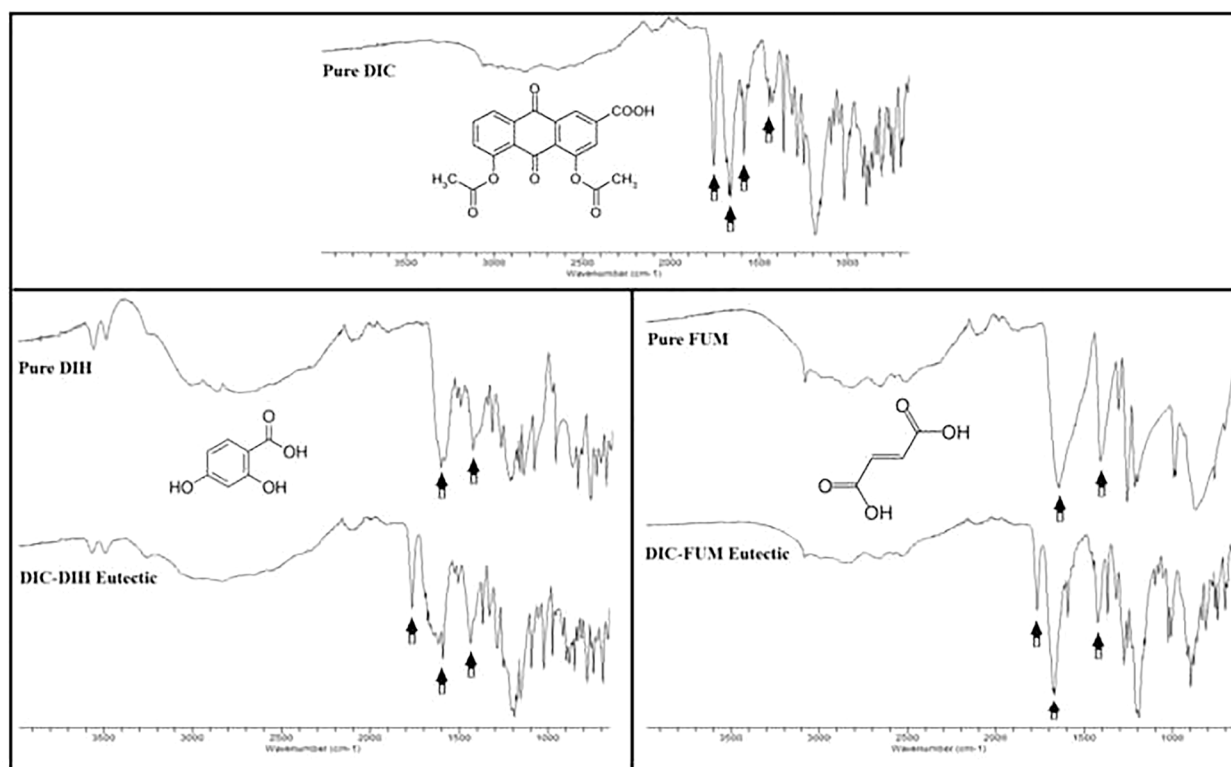 Pure DIC
O
COOH
O
H3C
O
O
CH3
O
O
3500 3000 2500 2000 1500 1000
Wavenumber (cm-1)
Pure DIH
O
OH
HO
OH
DIC-DIH Eutectic
3500 3000 2500 2000 1500 1000
Wavenumber (cm-1)
Pure FUM
O
OH
O
OH
DIC-FUM Eutectic
3500 3000 2500 2000 1500 1000
Wavenumber (cm-1)